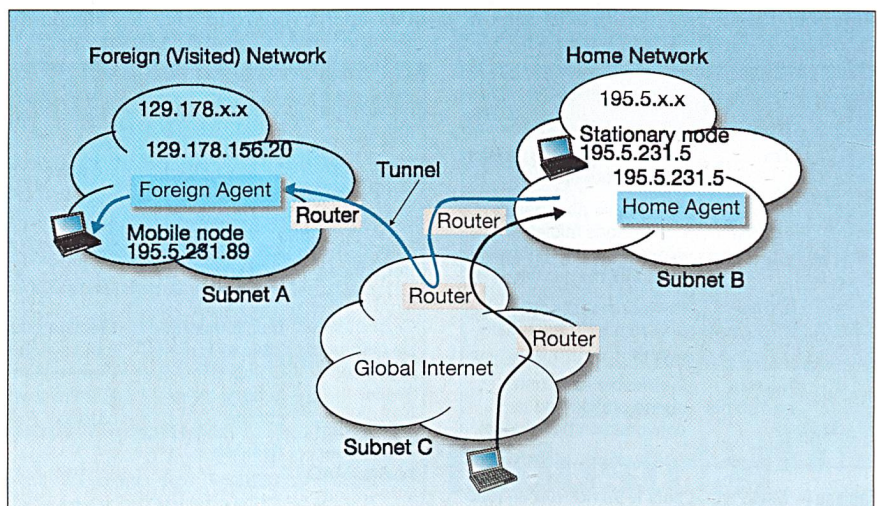 Foreign (Visited) Network
Home Network
129.178.x.x
129.178.156.20
Foreign Agent
Mobile node
195.5.231.89
Subnet A
Router
Tunnel
Router
195.5.x.x
Stationary node
195.5.231.5
195.5.231.5
Home Agent
Subnet B
Router
Router
Global Internet
Subnet C